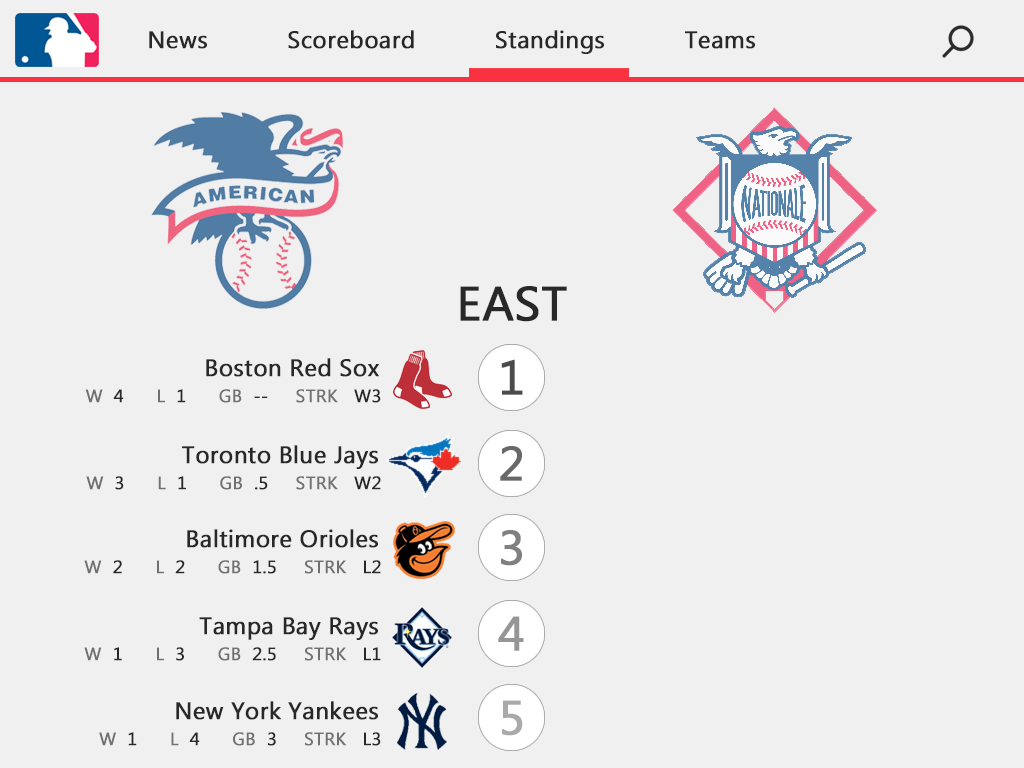 News Scoreboard Standings Teams
AMERICAN
NATIONALE
EAST
Boston Red Sox
W 4 L 1 GB -- STRK W3
1
Toronto Blue Jays
W 3 L 1 GB .5 STRK W2
2
Baltimore Orioles
W 2 L 2 GB 1.5 STRK L2
3
Tampa Bay Rays
W 1 L 3 GB 2.5 STRK L1
RAYS
4
New York Yankees
W 1 L 4 GB 3 STRK L3
NY
5